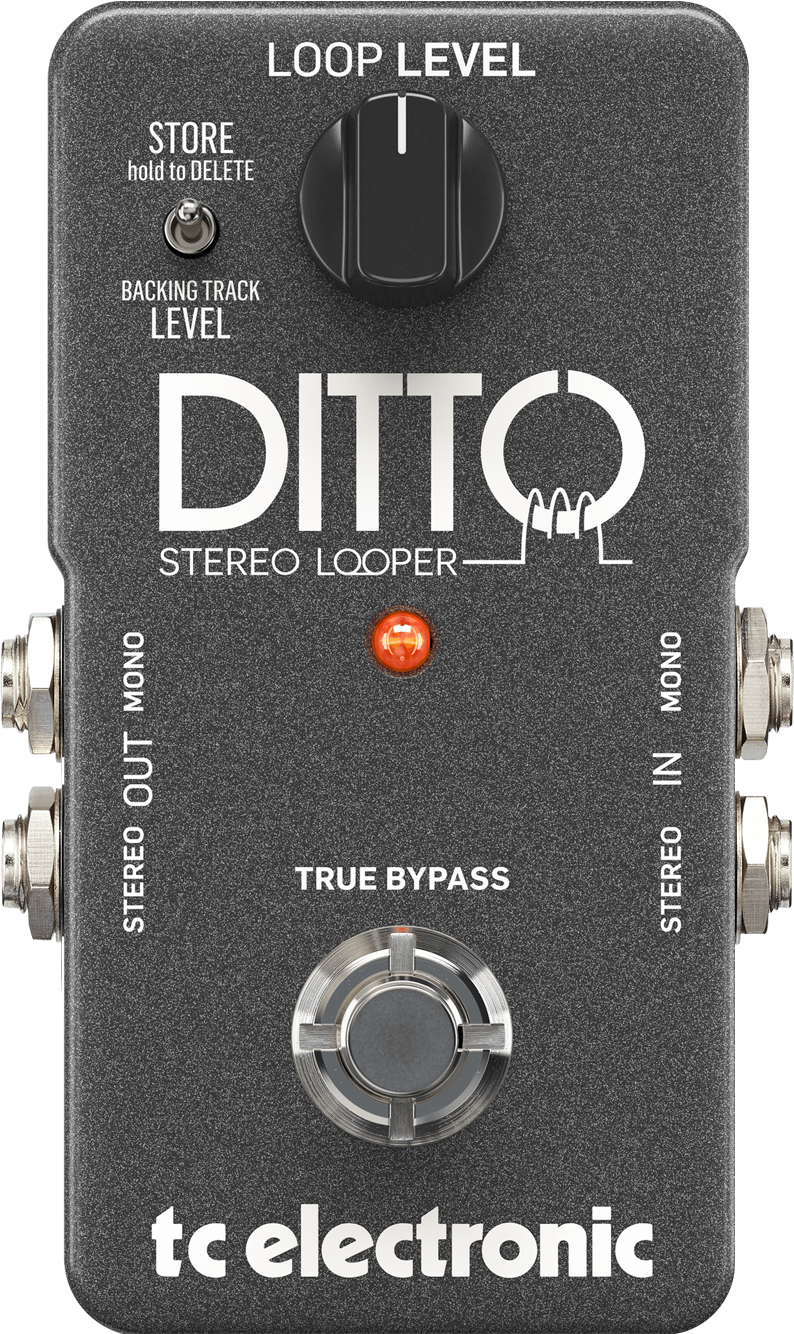 LOOP LEVEL
STORE
hold to DELETE
BACKING TRACK
LEVEL
DITTO
STEREO LOOPER
MONO
OUT
STEREO
MONO
IN
STEREO
TRUE BYPASS
tc electronic